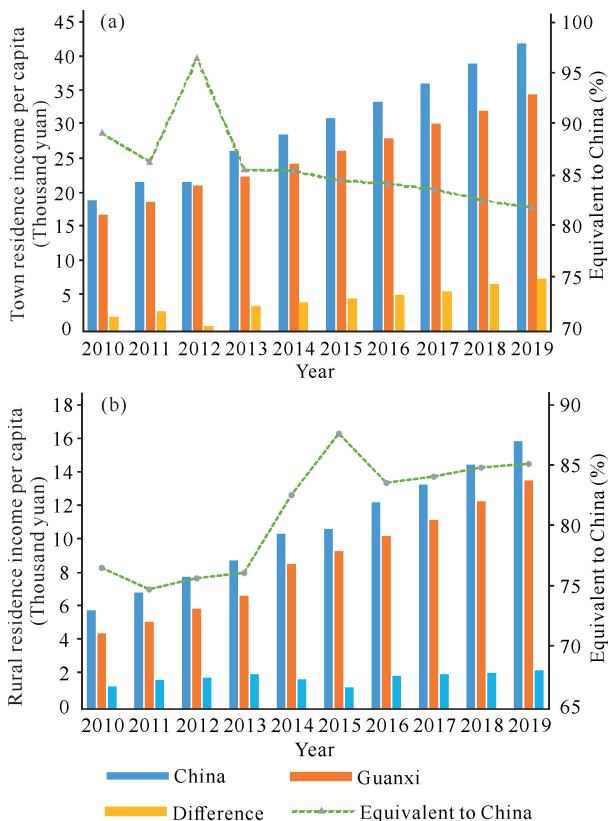 (a)
Town residence income per capita
(Thousand yuan)
45
40
35
30
25
20
15
10
5
0
100
95
90
85
80
75
70
Equivalent to China (%)
2010 2011 2012 2013 2014 2015 2016 2017 2018 2019
Year
(b)
Rural residence income per capita
(Thousand yuan)
18
16
14
12
10
8
6
4
2
0
90
85
80
75
70
65
Equivalent to China (%)
2010 2011 2012 2013 2014 2015 2016 2017 2018 2019
Year
China Guanxi
Difference Equivalent to China